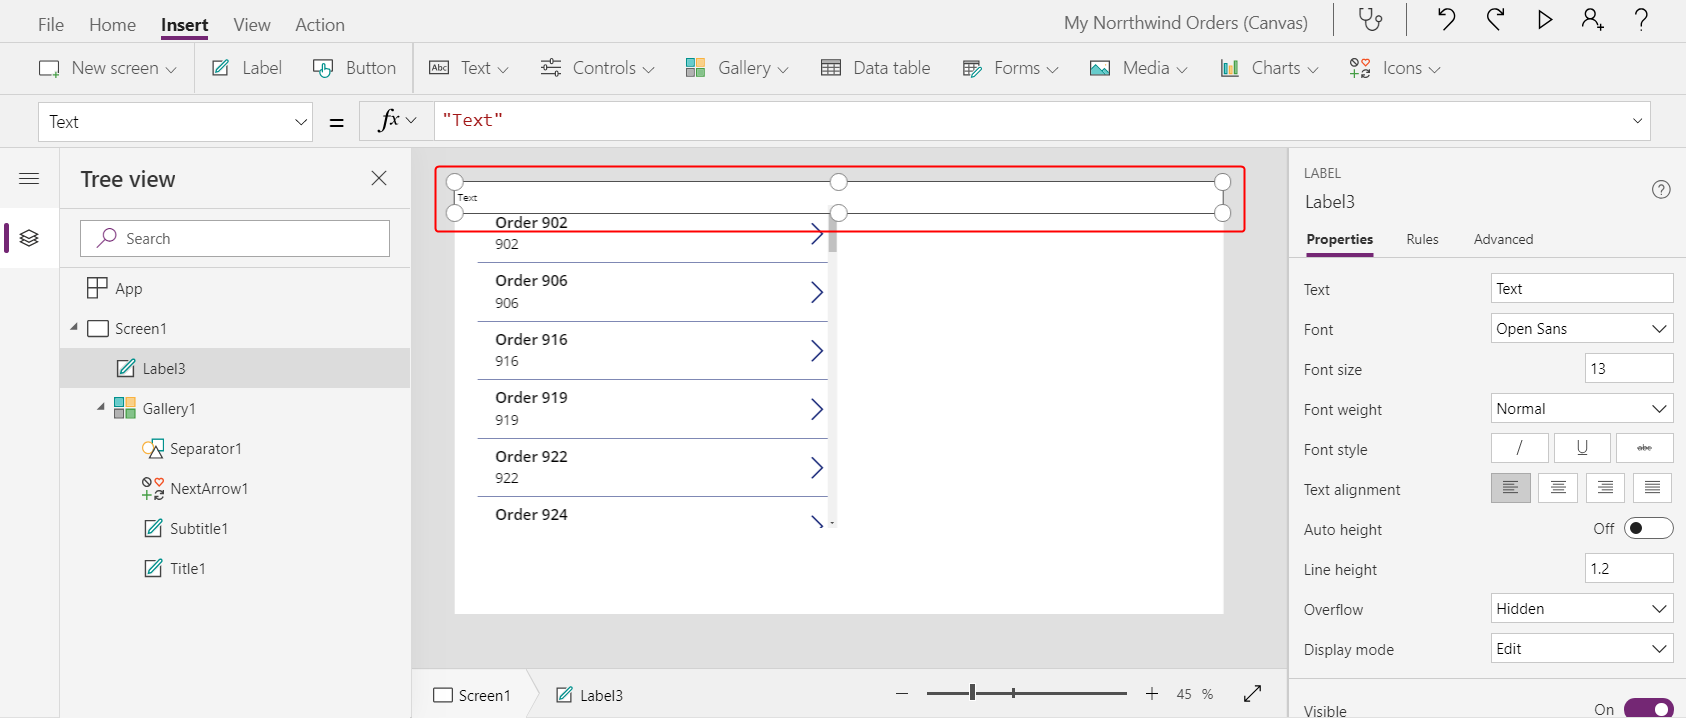 File Home Insert View Action My Norrthwind Orders (Canvas) ?
New screen Label Button Abc Text Controls Gallery Data table Forms Media Charts Icons
Text = fx "Text"
Tree view
Search
App
Screen1
Label3
Gallery1
Separator1
NextArrow1
Subtitle1
Title1
Text
Order 902
902
Order 906
906
Order 916
916
Order 919
919
Order 922
922
Order 924
Screen1 Label3 45 %
LABEL
Label3 ?
Properties Rules Advanced
Text Text
Font Open Sans
Font size 13
Font weight Normal
Font style / U abc
Text alignment
Auto height Off
Line height 1.2
Overflow Hidden
Display mode Edit
Visible On